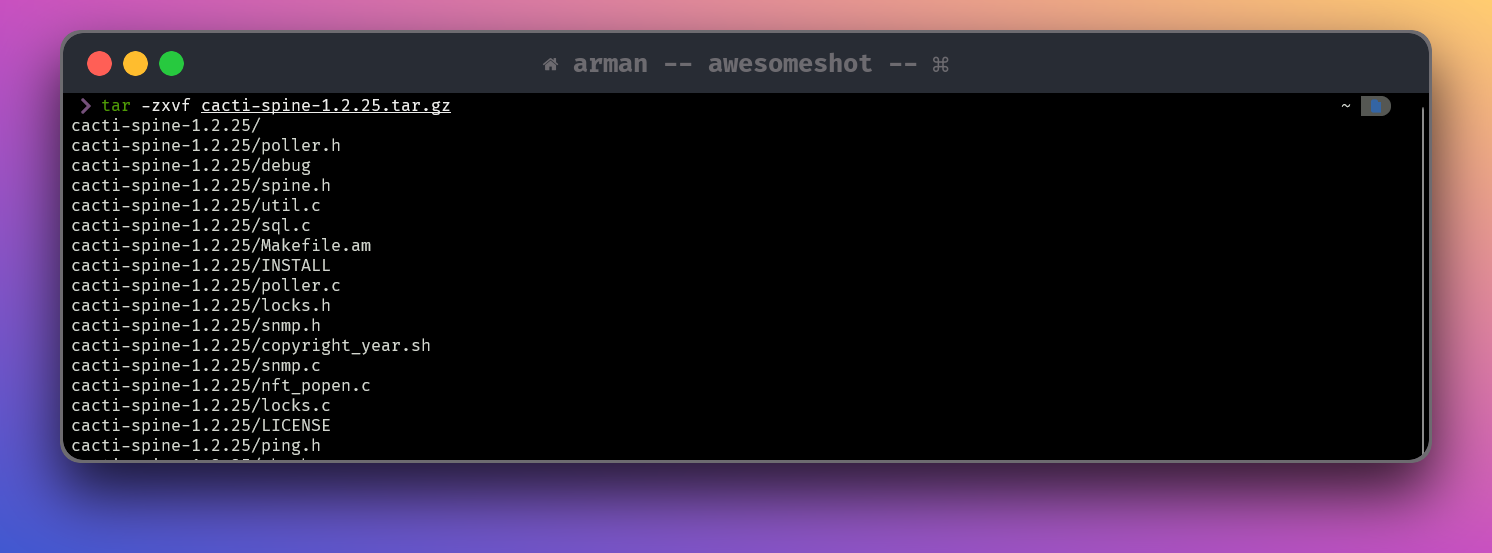 arman -- awesomeshot -- ⌘
❯ tar -zxvf cacti-spine-1.2.25.tar.gz ~
cacti-spine-1.2.25/
cacti-spine-1.2.25/poller.h
cacti-spine-1.2.25/debug
cacti-spine-1.2.25/spine.h
cacti-spine-1.2.25/util.c
cacti-spine-1.2.25/sql.c
cacti-spine-1.2.25/Makefile.am
cacti-spine-1.2.25/INSTALL
cacti-spine-1.2.25/poller.c
cacti-spine-1.2.25/locks.h
cacti-spine-1.2.25/snmp.h
cacti-spine-1.2.25/copyright_year.sh
cacti-spine-1.2.25/snmp.c
cacti-spine-1.2.25/nft_popen.c
cacti-spine-1.2.25/locks.c
cacti-spine-1.2.25/LICENSE
cacti-spine-1.2.25/ping.h